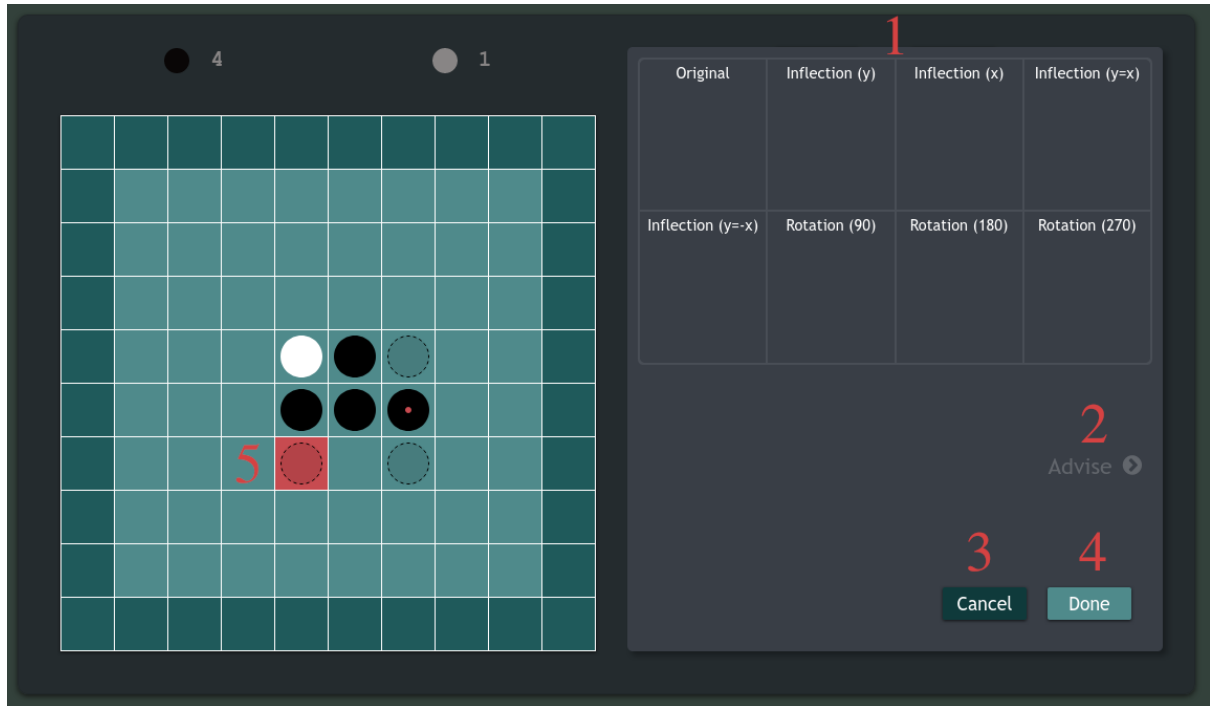 1
4 1
Original Inflection (y) Inflection (x) Inflection (y=x)
Inflection (y=-x) Rotation (90) Rotation (180) Rotation (270)
2
5 Advise
3 4
Cancel Done